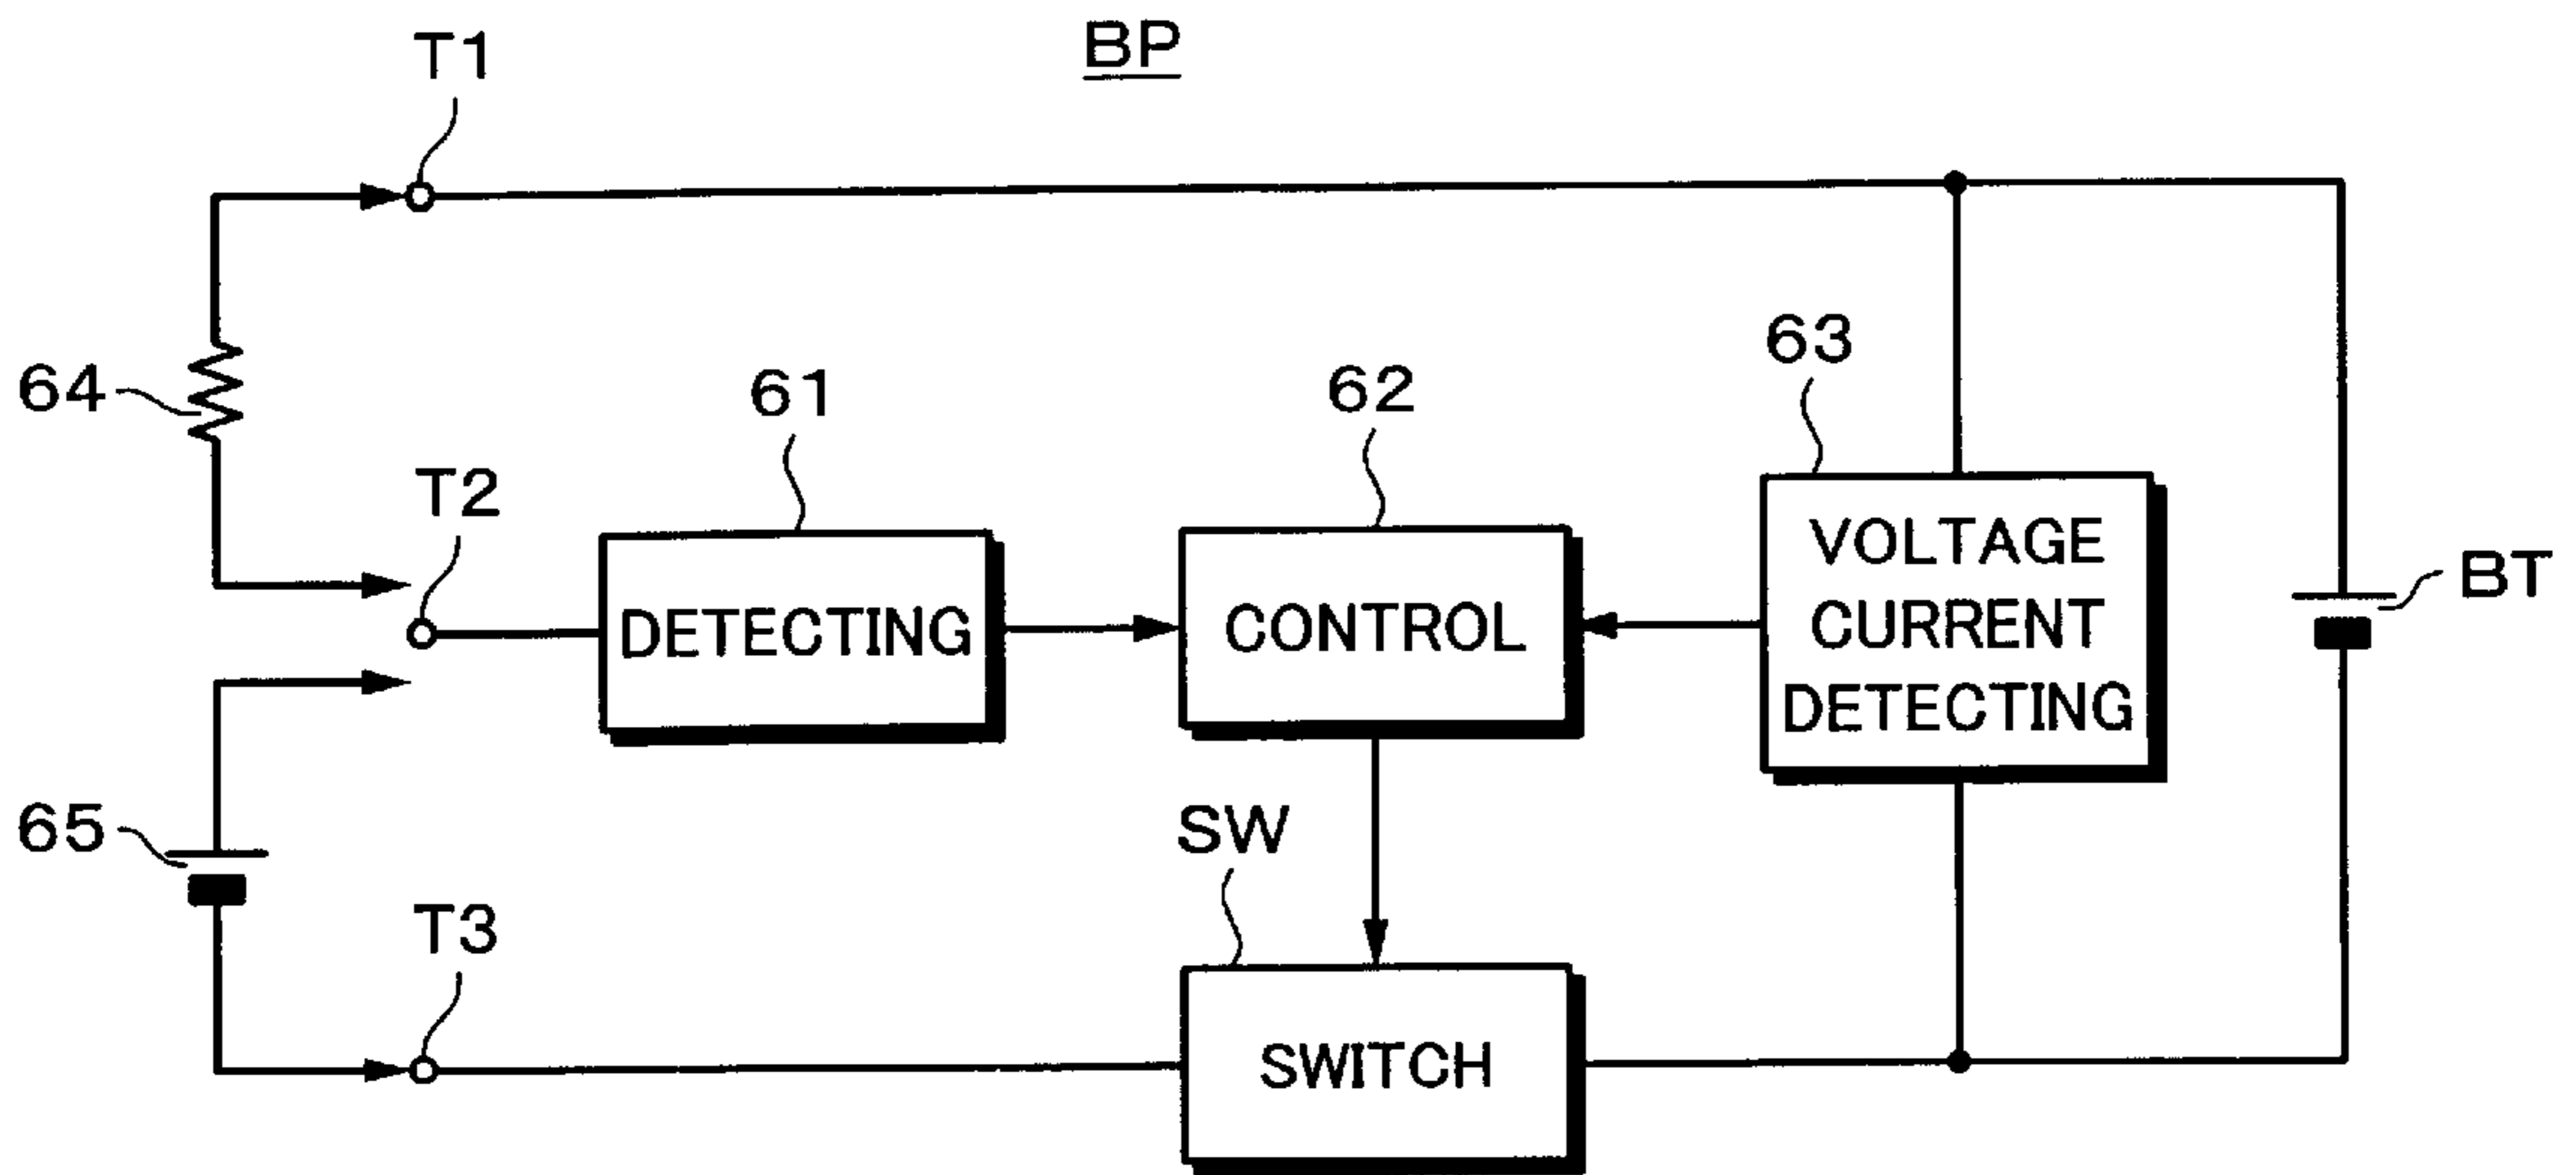 BP
T1
63
64
61
62
T2
VOLTAGE
CURRENT
DETECTING
BT
DETECTING
CONTROL
65
SW
T3
SWITCH